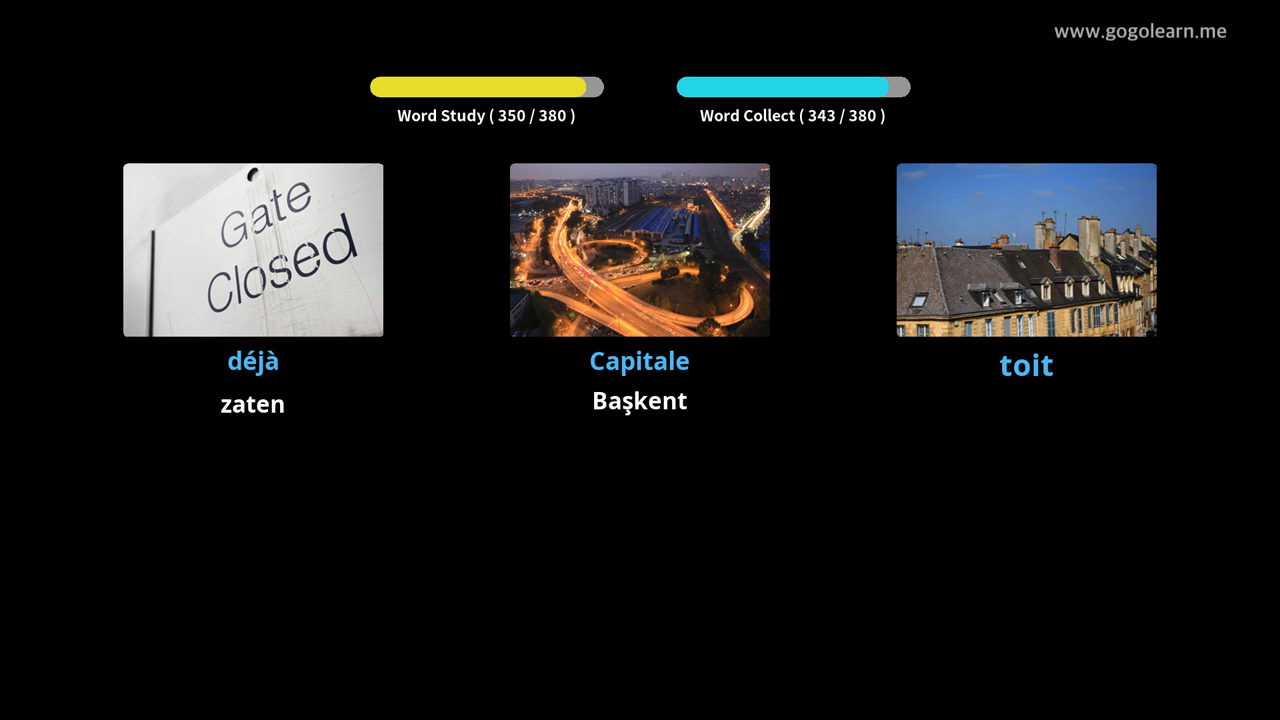 www.gogolearn.me
Word Study ( 350 / 380 )
Word Collect ( 343 / 380 )
Gate
Closed
déjà
zaten
Capitale
Başkent
toit